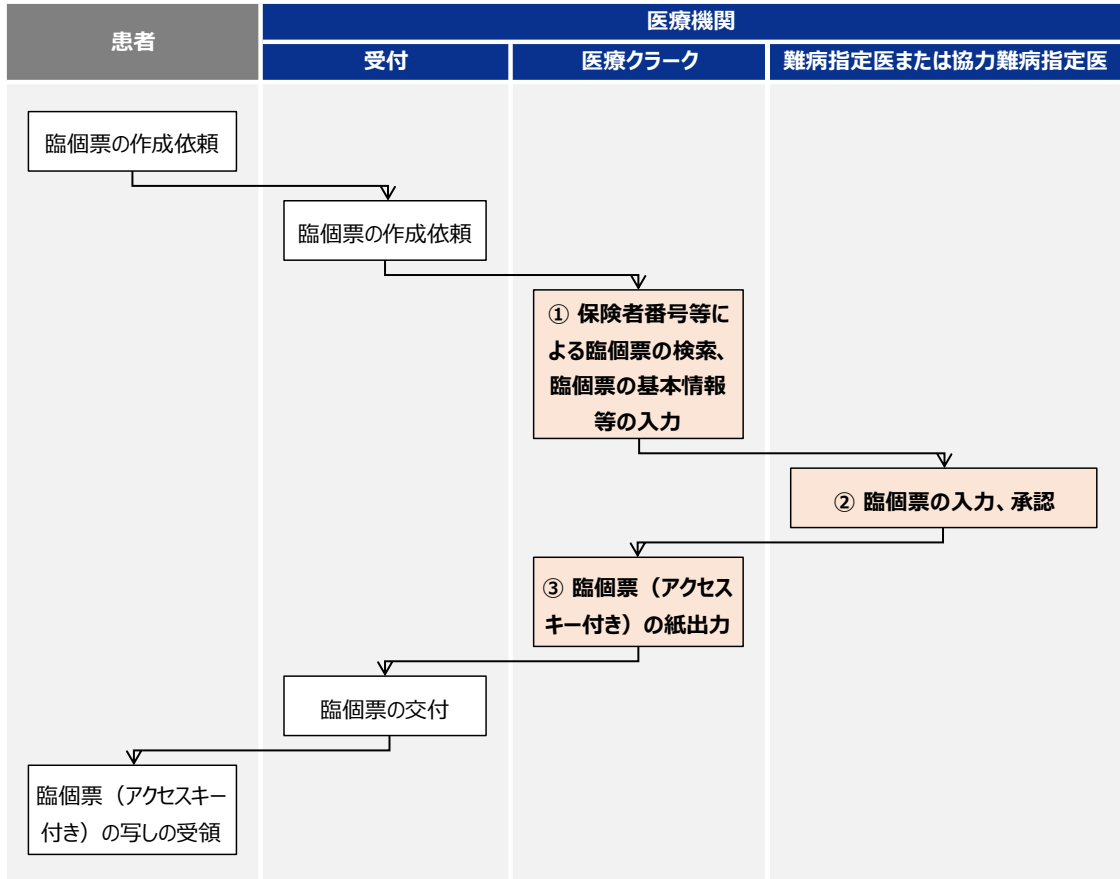 患者
医療機関
受付
医療クラーク
難病指定医または協力難病指定医
臨個票の作成依頼
臨個票の作成依頼
① 保険者番号等に
よる臨個票の検索、
臨個票の基本情報
等の入力
② 臨個票の入力、承認
③ 臨個票（アクセス
キー付き）の紙出力
臨個票の交付
臨個票（アクセスキー
付き）の写しの受領